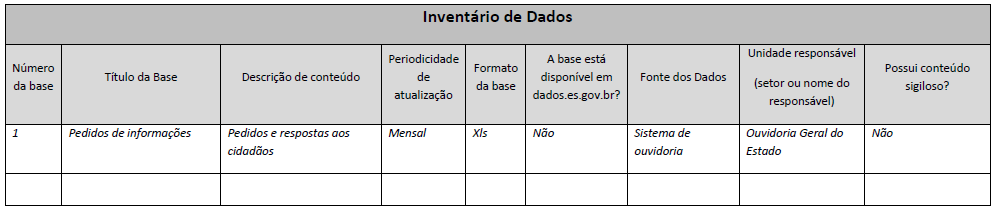 Inventário de Dados
Número
da base
Título da Base
Descrição de conteúdo
Periodicidade
de
atualização
Formato
da base
A base está
disponível em
dados.es.gov.br?
Fonte dos Dados
Unidade responsável
(setor ou nome do
responsável)
Possui conteúdo
sigiloso?
1
Pedidos de informações
Pedidos e respostas aos
cidadãos
Mensal
Xls
Não
Sistema de
ouvidoria
Ouvidoria Geral do
Estado
Não